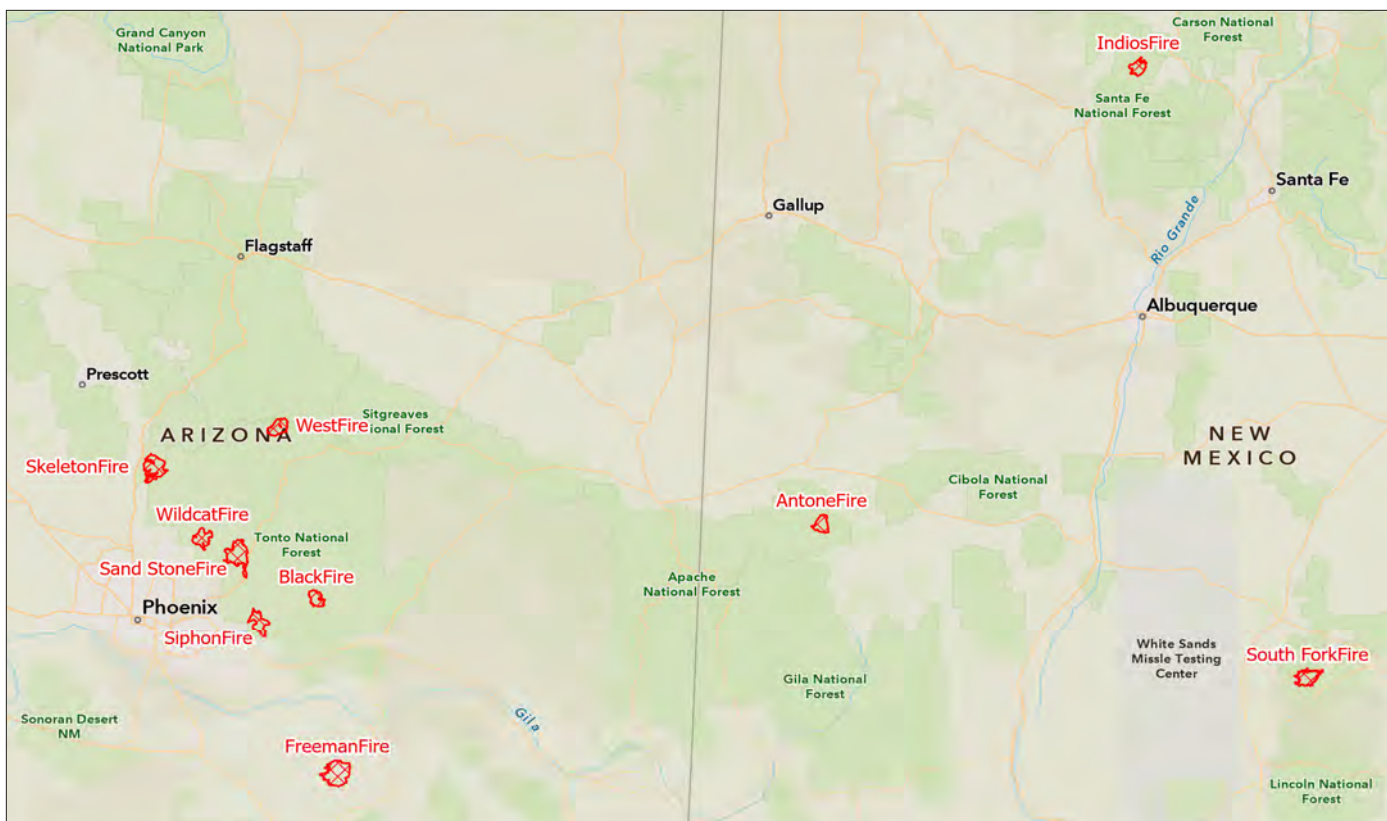 Grand Canyon
National Park
Carson National
Forest
IndiosFire
Santa Fe
National Forest
Santa Fe
Gallup
Rio Grande
Flagstaff
Albuquerque
Prescott
Sitgreaves
ional Forest
WestFire
ARIZONA
NEW
MEXICO
SkeletonFire
Cibola National
Forest
AntoneFire
WildcatFire
Tonto National
Forest
Sand StoneFire
BlackFire
Apache
National Forest
Phoenix
SiphonFire
White Sands
Missle Testing
Center
South ForkFire
Gila National
Forest
Sonoran Desert
NM
Gila
FreemanFire
Lincoln National
Forest